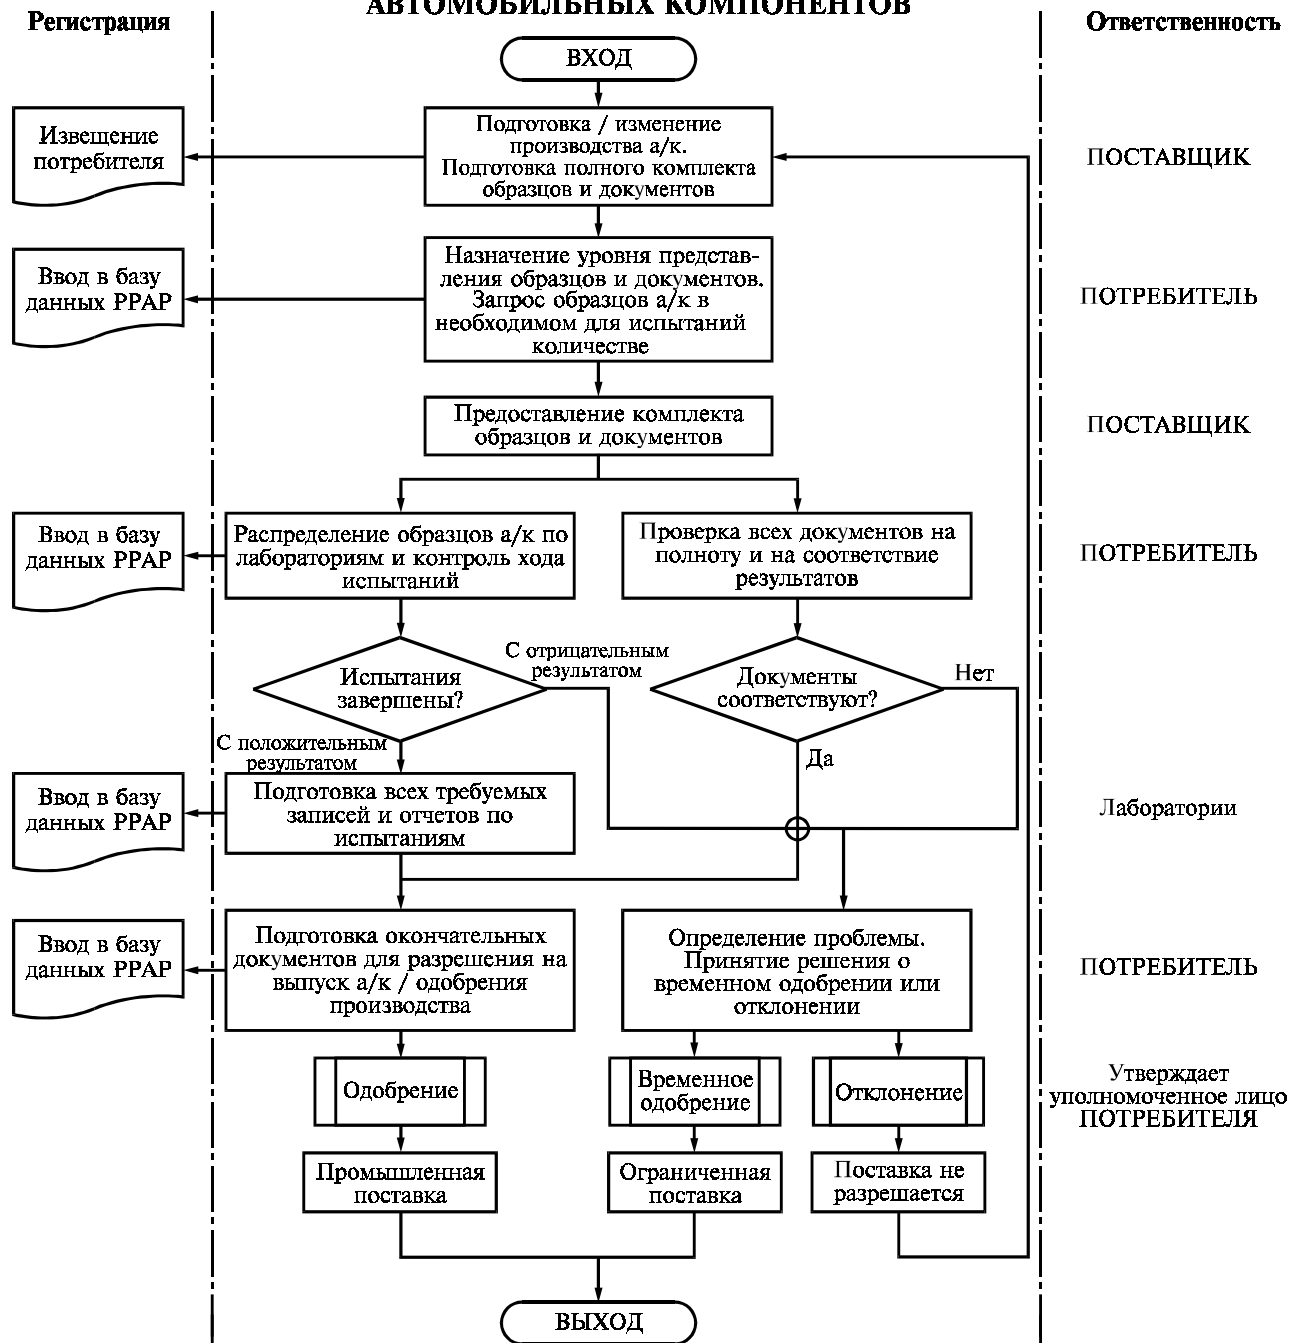 АВТОМОБИЛЬНЫХ КОМПОНЕНТОВ
Регистрация
Ответственность
ВХОД
Извещение
потребителя
Подготовка / изменение
производства а/к.
Подготовка полного комплекта
образцов и документов
ПОСТАВЩИК
Ввод в базу
данных PPAP
Назначение уровня представ-
ления образцов и документов.
Запрос образцов а/к в
необходимом для испытаний
количестве
ПОТРЕБИТЕЛЬ
Предоставление комплекта
образцов и документов
ПОСТАВЩИК
Ввод в базу
данных PPAP
Распределение образцов а/к по
лабораториям и контроль хода
испытаний
Проверка всех документов на
полноту и на соответствие
результатов
ПОТРЕБИТЕЛЬ
Испытания
завершены?
С отрицательным
результатом
Документы
соответствуют?
Нет
С положительным
результатом
Да
Ввод в базу
данных PPAP
Подготовка всех требуемых
записей и отчетов по
испытаниям
Лаборатории
Ввод в базу
данных PPAP
Подготовка окончательных
документов для разрешения на
выпуск а/к / одобрения
производства
Определение проблемы.
Принятие решения о
временном одобрении или
отклонении
ПОТРЕБИТЕЛЬ
Одобрение
Временное
одобрение
Отклонение
Утверждает
уполномоченное лицо
ПОТРЕБИТЕЛЯ
Промышленная
поставка
Ограниченная
поставка
Поставка не
разрешается
ВЫХОД